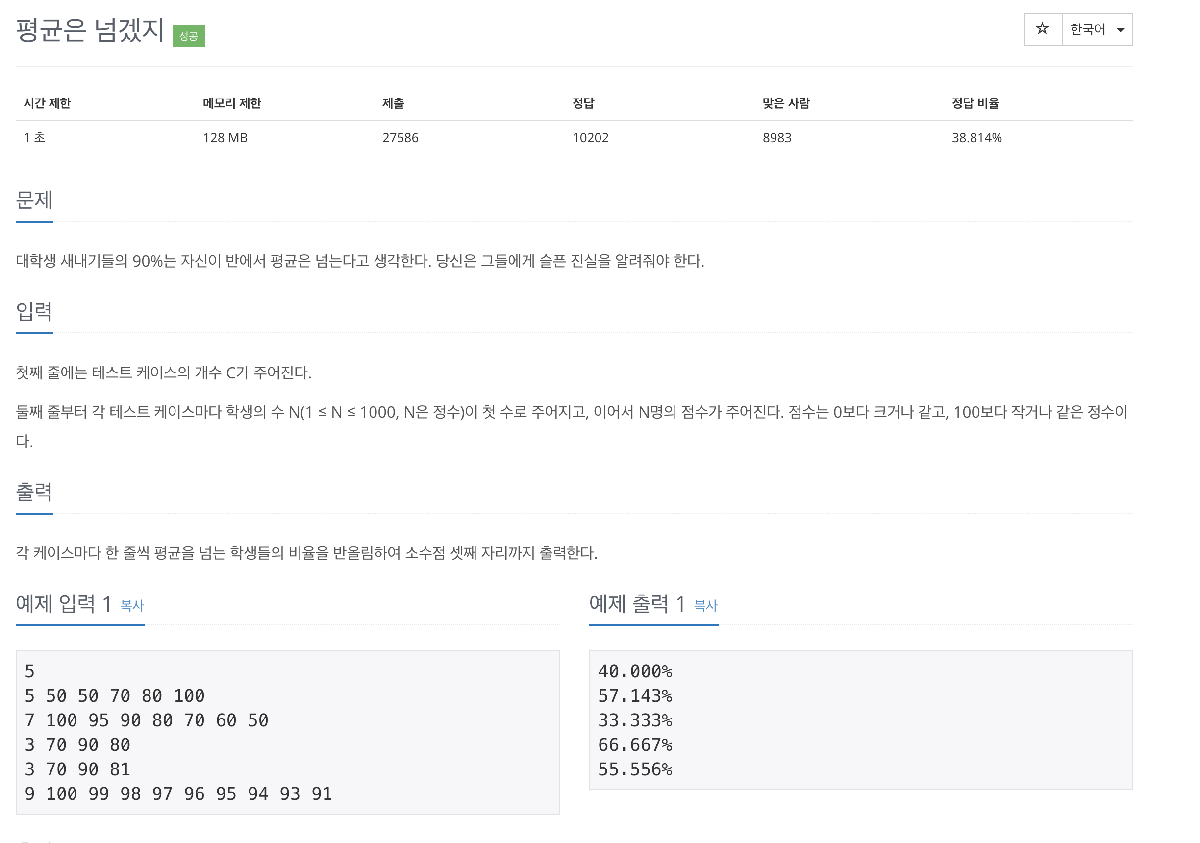 평균은 넘겠지 성공
☆ 한국어
시간 제한 메모리 제한 제출 정답 맞은 사람 정답 비율
1 초 128 MB 27586 10202 8983 38.814%
문제
대학생 새내기들의 90%는 자신이 반에서 평균은 넘는다고 생각한다. 당신은 그들에게 슬픈 진실을 알려줘야 한다.
입력
첫째 줄에는 테스트 케이스의 개수 C가 주어진다.
둘째 줄부터 각 테스트 케이스마다 학생의 수 N(1 ≤ N ≤ 1000, N은 정수)이 첫 수로 주어지고, 이어서 N명의 점수가 주어진다. 점수는 0보다 크거나 같고, 100보다 작거나 같은 정수이
다.
출력
각 케이스마다 한 줄씩 평균을 넘는 학생들의 비율을 반올림하여 소수점 셋째 자리까지 출력한다.
예제 입력 1 복사
5
5 50 50 70 80 100
7 100 95 90 80 70 60 50
3 70 90 80
3 70 90 81
9 100 99 98 97 96 95 94 93 91
예제 출력 1 복사
40.000%
57.143%
33.333%
66.667%
55.556%